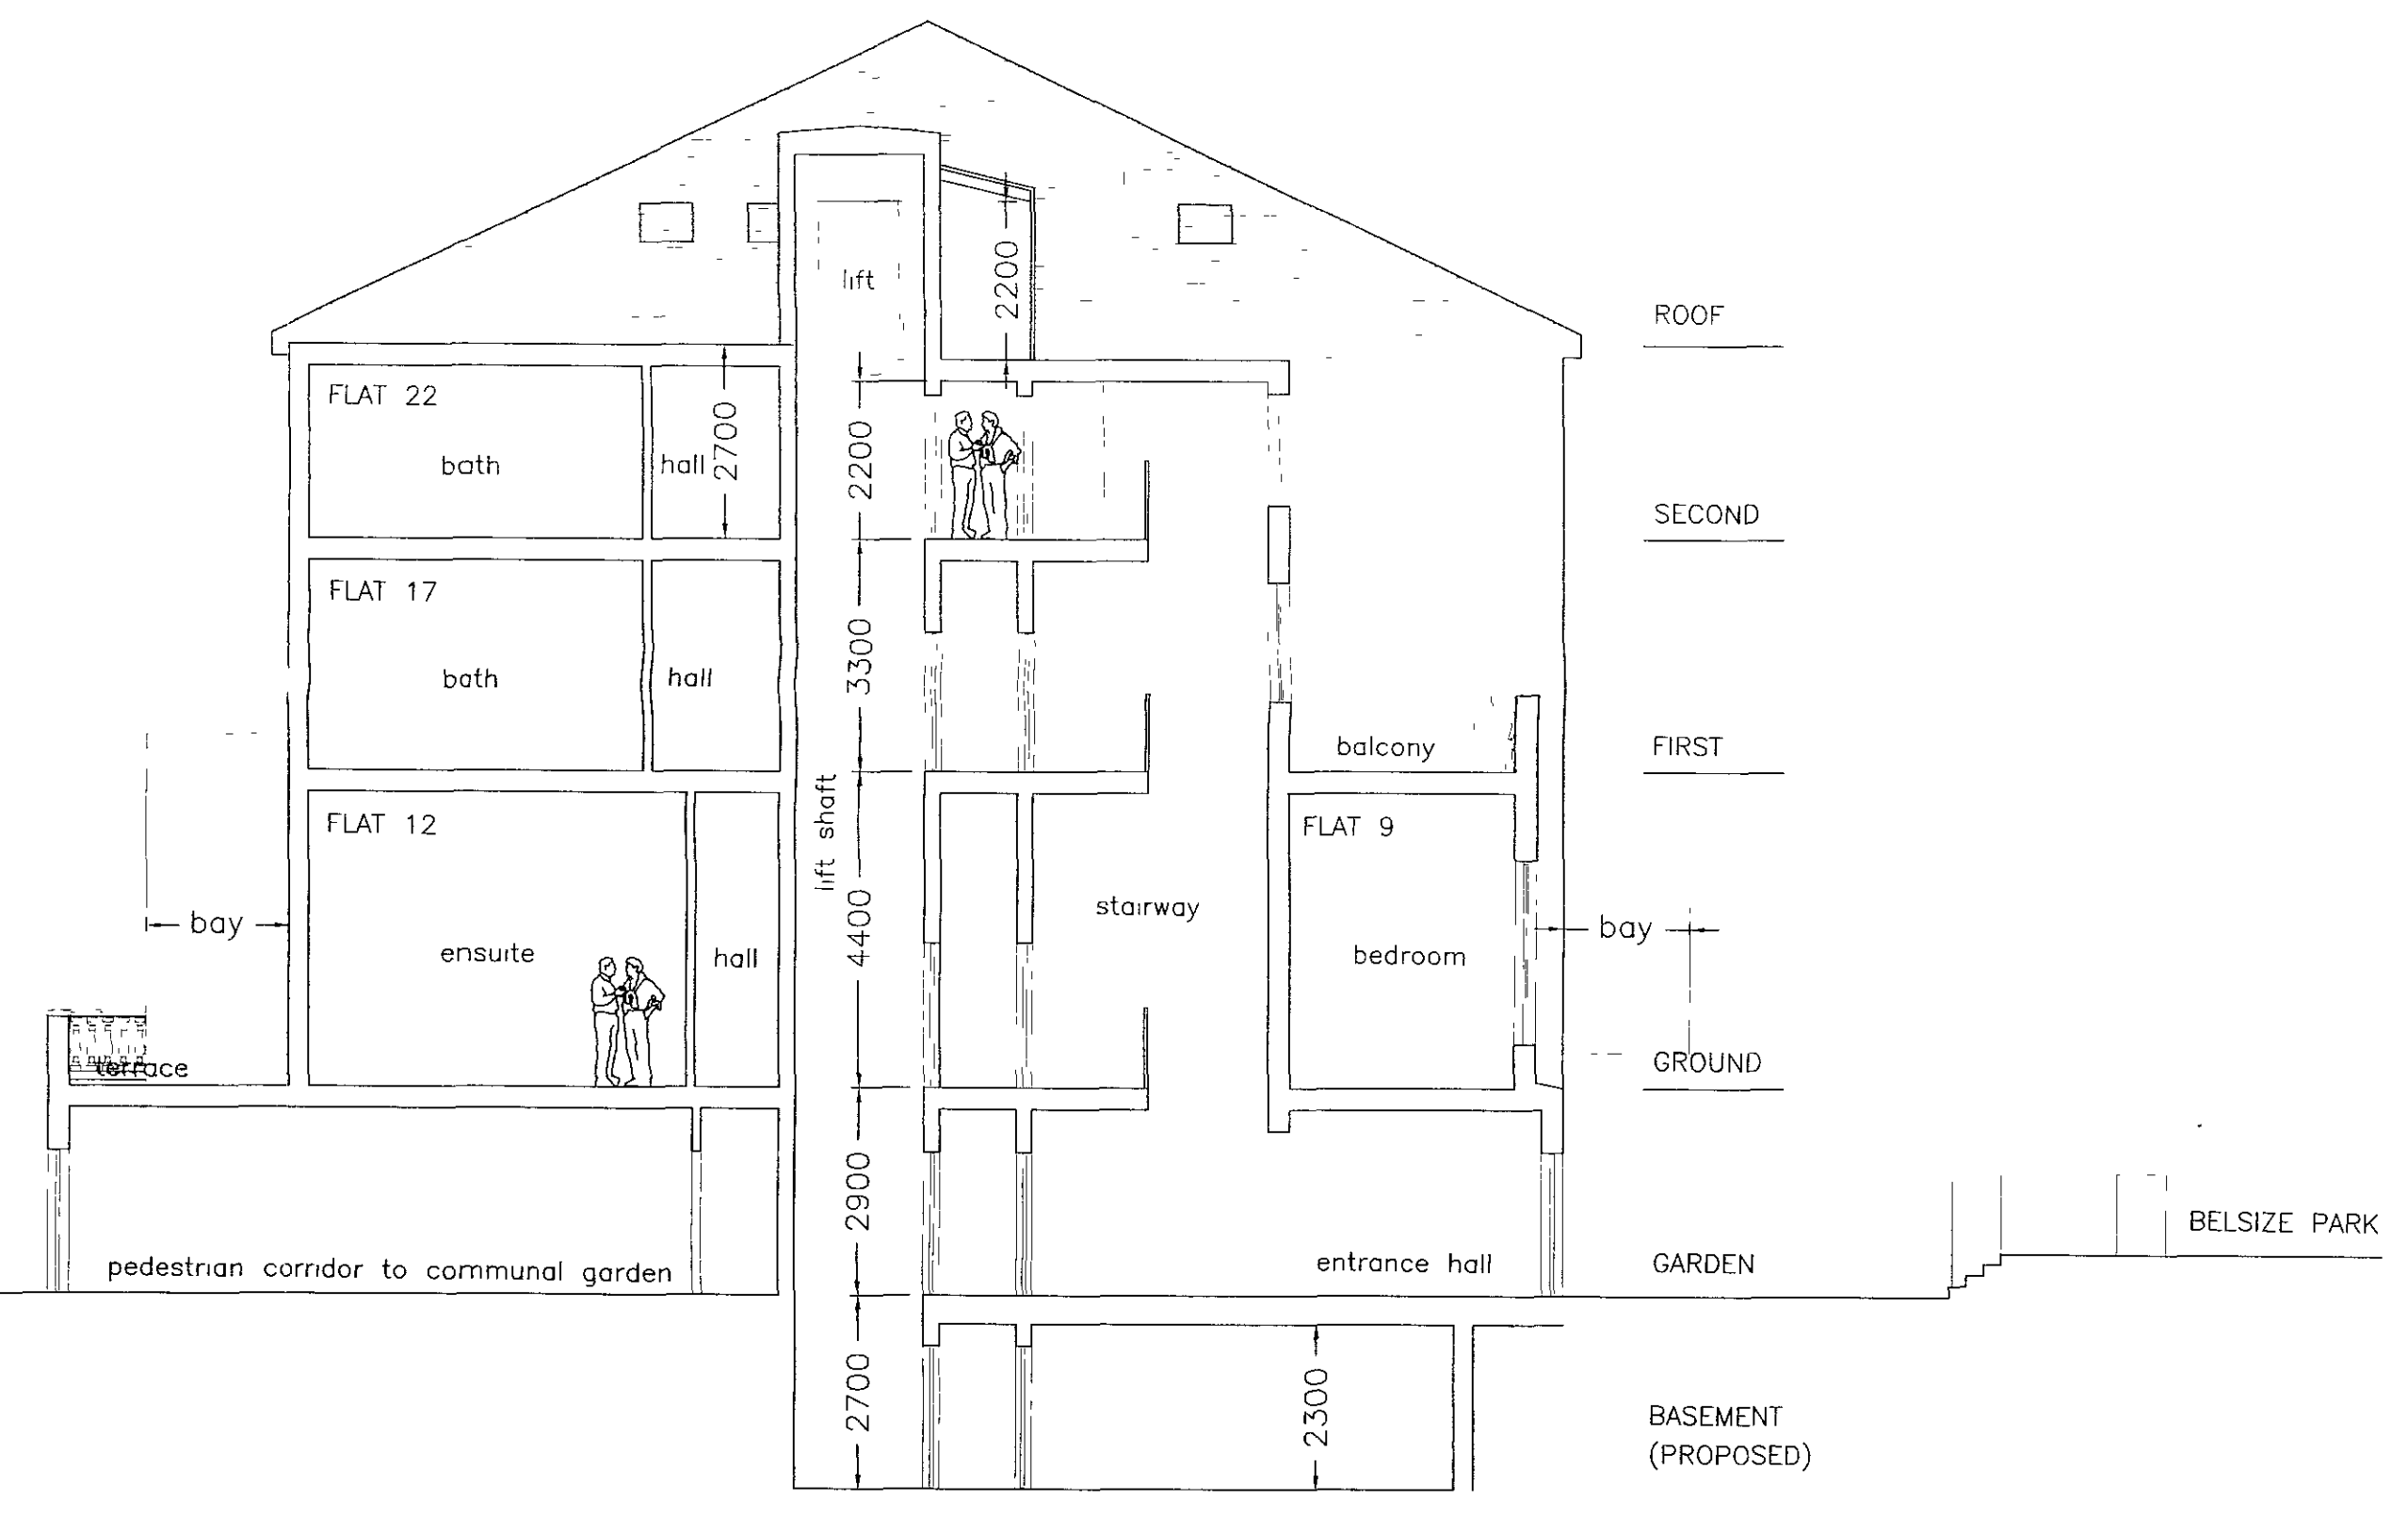 lift
2200
ROOF
FLAT 22
bath
hall
2700
2200
SECOND
FLAT 17
bath
hall
3300
balcony
FIRST
lift shaft
FLAT 12
FLAT 9
bay
ensuite
hall
4400
stairway
bedroom
bay
terrace
GROUND
2900
pedestrian corridor to communal garden
entrance hall
GARDEN
BELSIZE PARK
2700
2300
BASEMENT
(PROPOSED)